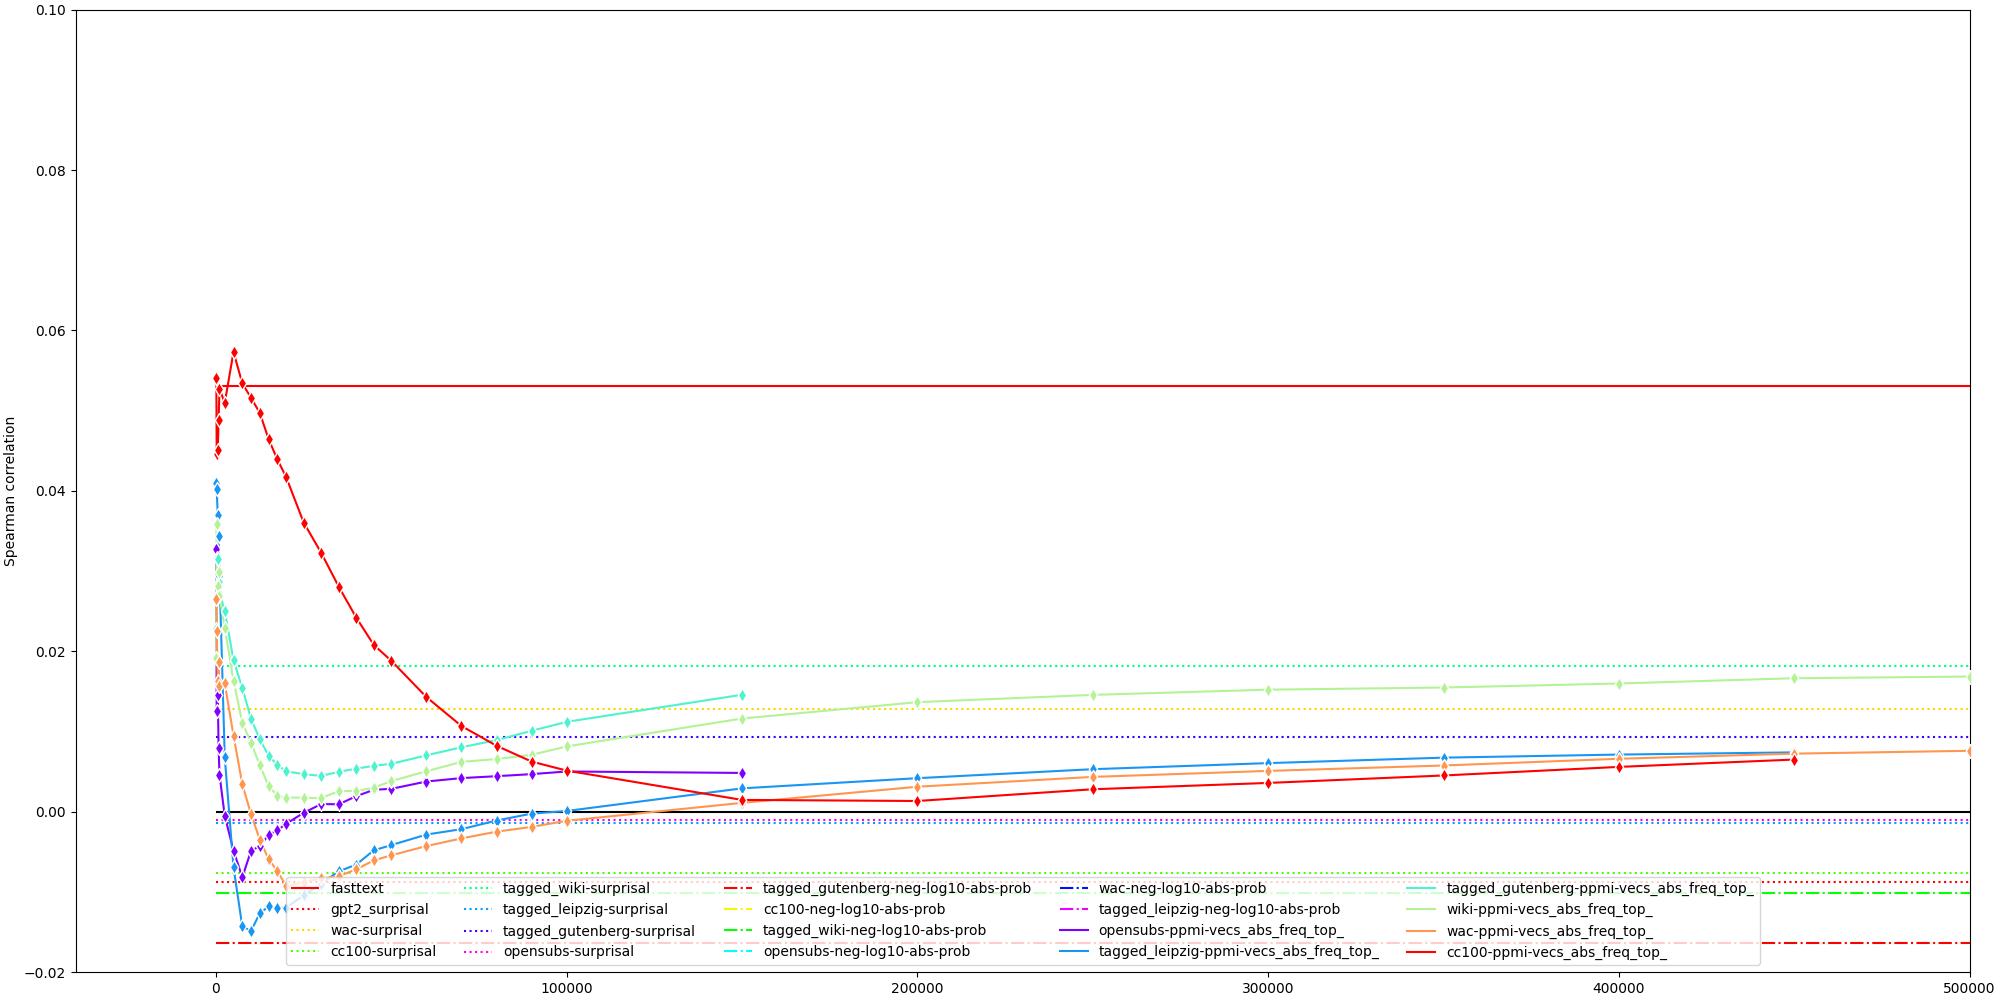 0.10
0.08
0.06
0.04
0.02
0.00
−0.02
Spearman correlation
fasttext
gpt2_surprisal
wac-surprisal
cc100-surprisal
tagged_wiki-surprisal
tagged_leipzig-surprisal
tagged_gutenberg-surprisal
opensubs-surprisal
tagged_gutenberg-neg-log10-abs-prob
cc100-neg-log10-abs-prob
tagged_wiki-neg-log10-abs-prob
opensubs-neg-log10-abs-prob
wac-neg-log10-abs-prob
tagged_leipzig-neg-log10-abs-prob
opensubs-ppmi-vecs_abs_freq_top_
tagged_leipzig-ppmi-vecs_abs_freq_top_
tagged_gutenberg-ppmi-vecs_abs_freq_top_
wiki-ppmi-vecs_abs_freq_top_
wac-ppmi-vecs_abs_freq_top_
cc100-ppmi-vecs_abs_freq_top_
0
100000
200000
300000
400000
500000